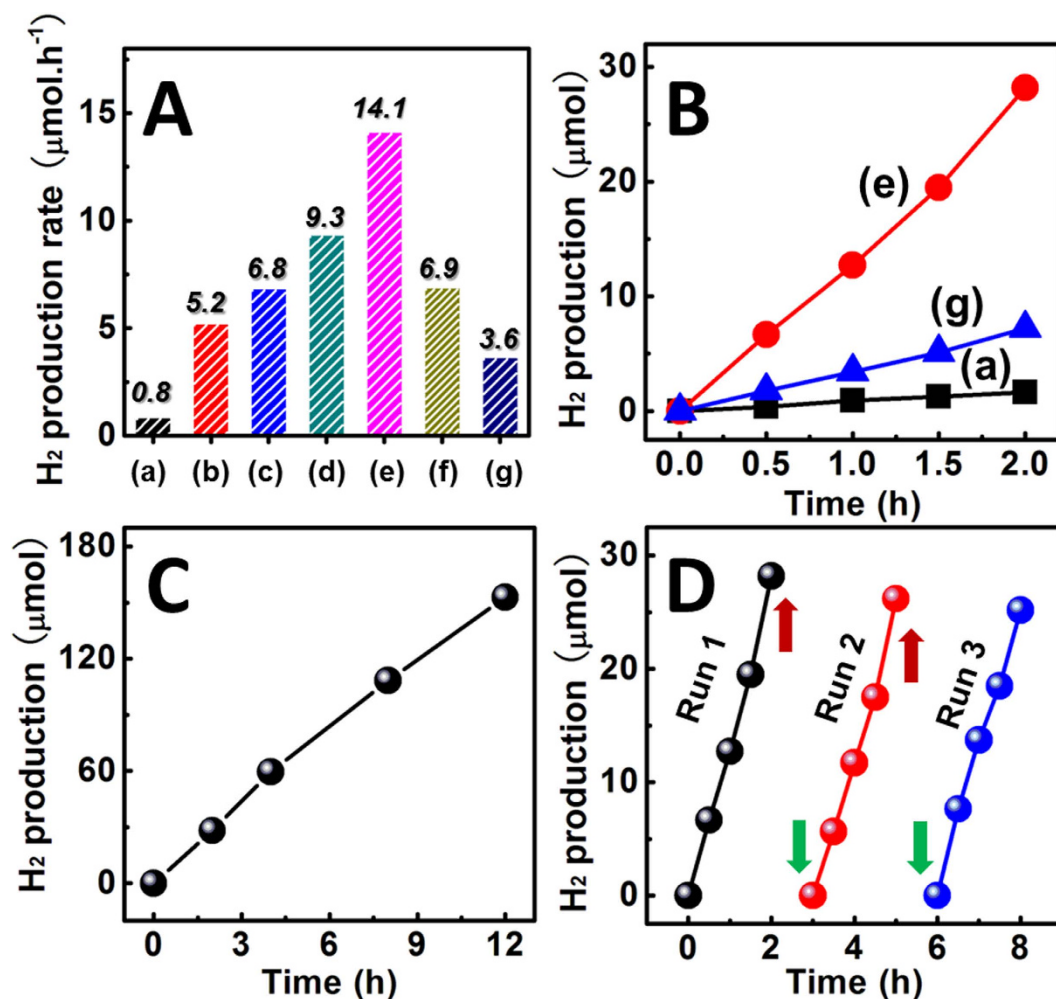 A
H₂ production rate (μmol.h⁻¹)
15
10
5
0
0.8
5.2
6.8
9.3
14.1
6.9
3.6
(a) (b) (c) (d) (e) (f) (g)
B
H₂ production (μmol)
30
20
10
0
(e)
(g)
(a)
0.0 0.5 1.0 1.5 2.0
Time (h)
C
H₂ production (μmol)
180
120
60
0
0 3 6 9 12
Time (h)
D
H₂ production (μmol)
30
20
10
0
Run 1
Run 2
Run 3
0 2 4 6 8
Time (h)